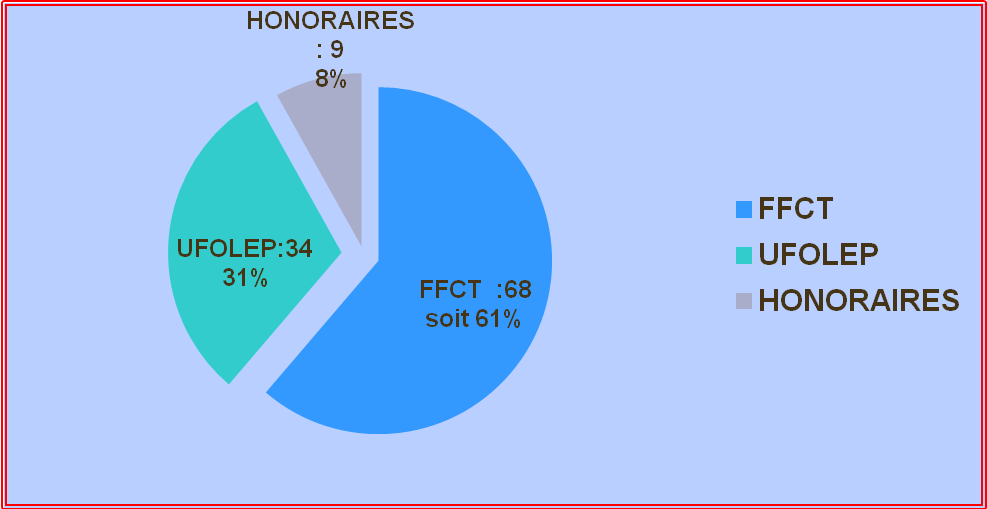 HONORAIRES
: 9
8%
UFOLEP:34
31%
FFCT :68
soit 61%
FFCT
UFOLEP
HONORAIRES